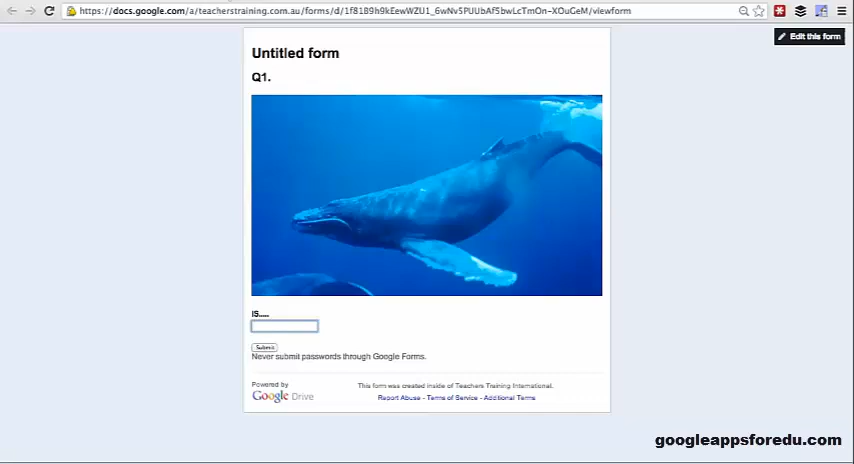 https://docs.google.com/a/teacherstraining.com.au/forms/d/1f81B9h9kEewWZU1_6wNv5PUUbAf5bwLcTmOn-XOuGeM/viewform
Edit this form
Untitled form
Q1.
IS.....
Submit
Never submit passwords through Google Forms.
Powered by
Google Drive
This form was created inside of Teachers Training International.
Report Abuse - Terms of Service - Additional Terms
googleappsforedu.com